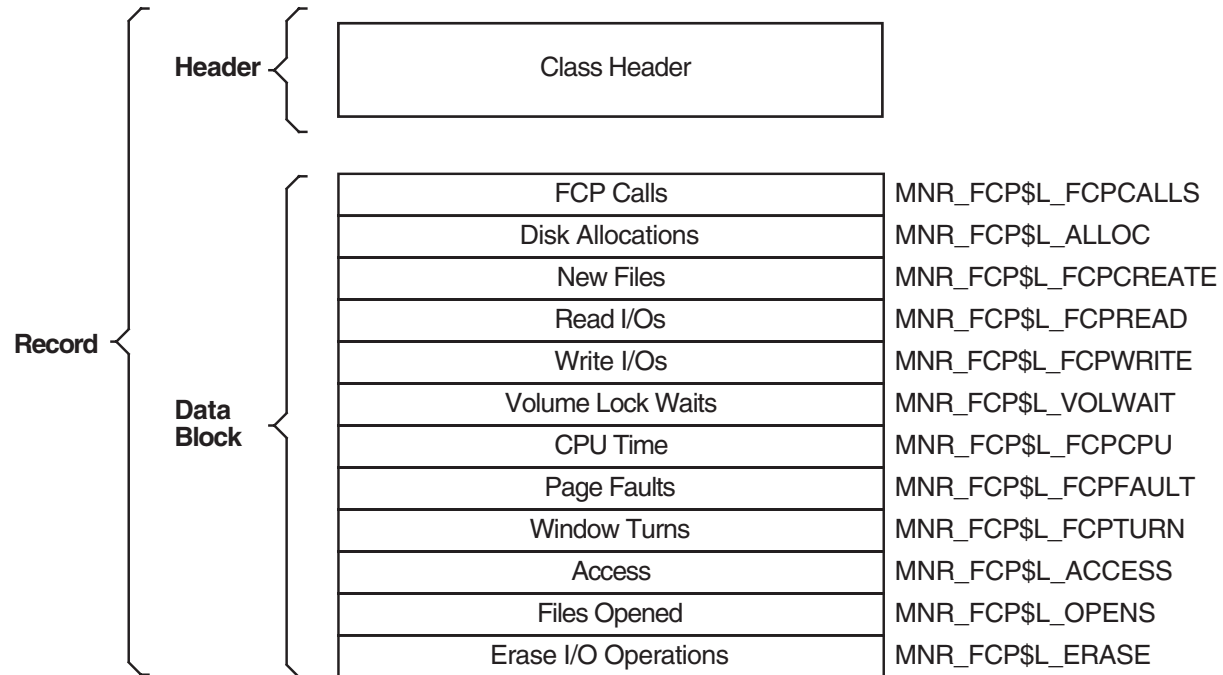 Header
Class Header
Record
Data
Block
FCP Calls MNR_FCP$L_FCPCALLS
Disk Allocations MNR_FCP$L_ALLOC
New Files MNR_FCP$L_FCPCREATE
Read I/Os MNR_FCP$L_FCPREAD
Write I/Os MNR_FCP$L_FCPWRITE
Volume Lock Waits MNR_FCP$L_VOLWAIT
CPU Time MNR_FCP$L_FCPCPU
Page Faults MNR_FCP$L_FCPFAULT
Window Turns MNR_FCP$L_FCPTURN
Access MNR_FCP$L_ACCESS
Files Opened MNR_FCP$L_OPENS
Erase I/O Operations MNR_FCP$L_ERASE